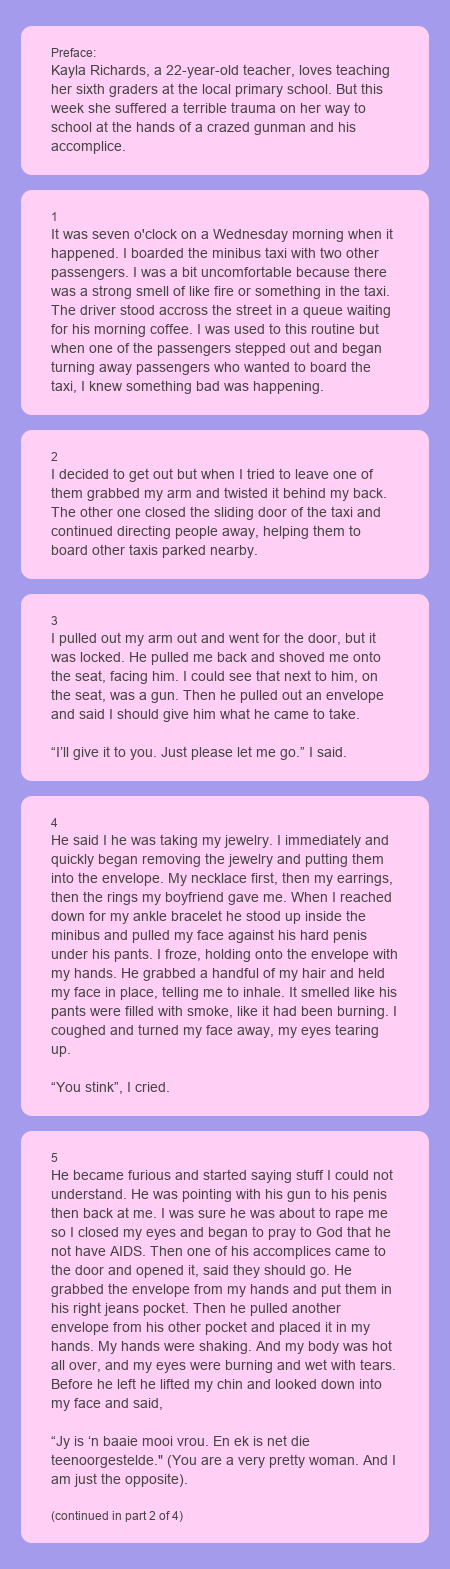 Preface:
Kayla Richards, a 22-year-old teacher, loves teaching
her sixth graders at the local primary school. But this
week she suffered a terrible trauma on her way to
school at the hands of a crazed gunman and his
accomplice.
1
It was seven o'clock on a Wednesday morning when it
happened. I boarded the minibus taxi with two other
passengers. I was a bit uncomfortable because there
was a strong smell of like fire or something in the taxi.
The driver stood accross the street in a queue waiting
for his morning coffee. I was used to this routine but
when one of the passengers stepped out and began
turning away passengers who wanted to board the
taxi, I knew something bad was happening.
2
I decided to get out but when I tried to leave one of
them grabbed my arm and twisted it behind my back.
The other one closed the sliding door of the taxi and
continued directing people away, helping them to
board other taxis parked nearby.
3
I pulled out my arm out and went for the door, but it
was locked. He pulled me back and shoved me onto
the seat, facing him. I could see that next to him, on
the seat, was a gun. Then he pulled out an envelope
and said I should give him what he came to take.
“I’ll give it to you. Just please let me go.” I said.
4
He said I he was taking my jewelry. I immediately and
quickly began removing the jewelry and putting them
into the envelope. My necklace first, then my earrings,
then the rings my boyfriend gave me. When I reached
down for my ankle bracelet he stood up inside the
minibus and pulled my face against his hard penis
under his pants. I froze, holding onto the envelope with
my hands. He grabbed a handful of my hair and held
my face in place, telling me to inhale. It smelled like his
pants were filled with smoke, like it had been burning. I
coughed and turned my face away, my eyes tearing
up.
“You stink”, I cried.
5
He became furious and started saying stuff I could not
understand. He was pointing with his gun to his penis
then back at me. I was sure he was about to rape me
so I closed my eyes and began to pray to God that he
not have AIDS. Then one of his accomplices came to
the door and opened it, said they should go. He
grabbed the envelope from my hands and put them in
his right jeans pocket. Then he pulled another
envelope from his other pocket and placed it in my
hands. My hands were shaking. And my body was hot
all over, and my eyes were burning and wet with tears.
Before he left he lifted my chin and looked down into
my face and said,
“Jy is ‘n baaie mooi vrou. En ek is net die
teenoorgestelde." (You are a very pretty woman. And I
am just the opposite).
(continued in part 2 of 4)